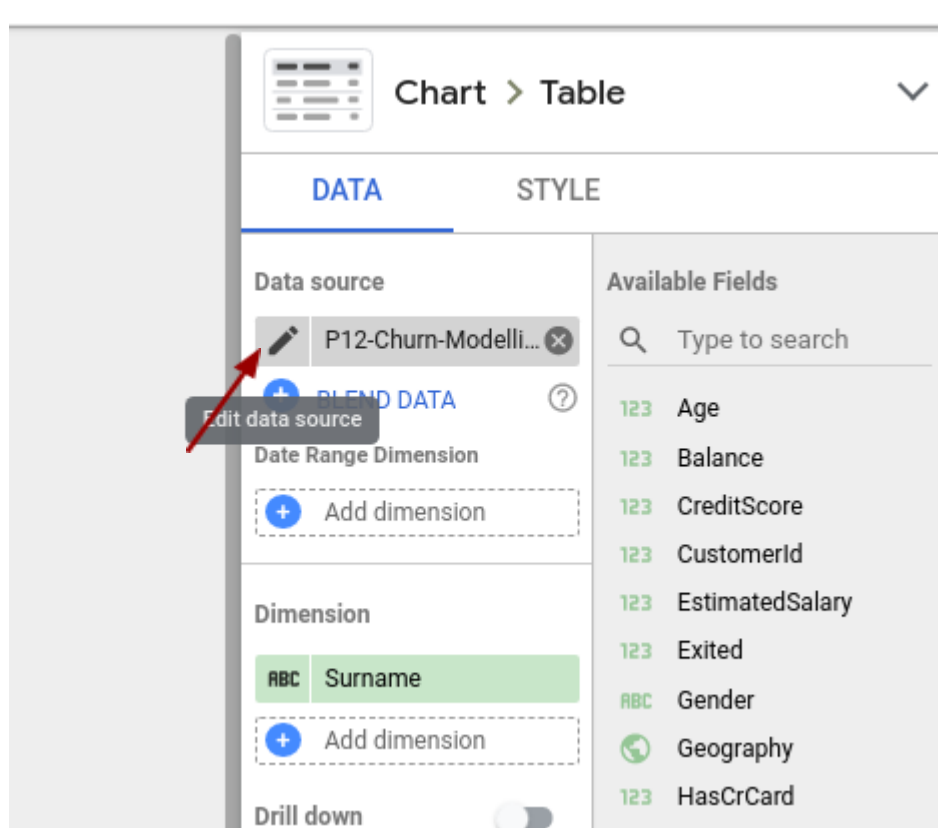 Chart > Table
DATA STYLE
Data source
P12-Churn-Modelli...
BLEND DATA
Edit data source
Date Range Dimension
Add dimension
Dimension
ABC Surname
Add dimension
Drill down
Available Fields
Type to search
123 Age
123 Balance
123 CreditScore
123 CustomerId
123 EstimatedSalary
123 Exited
ABC Gender
Geography
123 HasCrCard